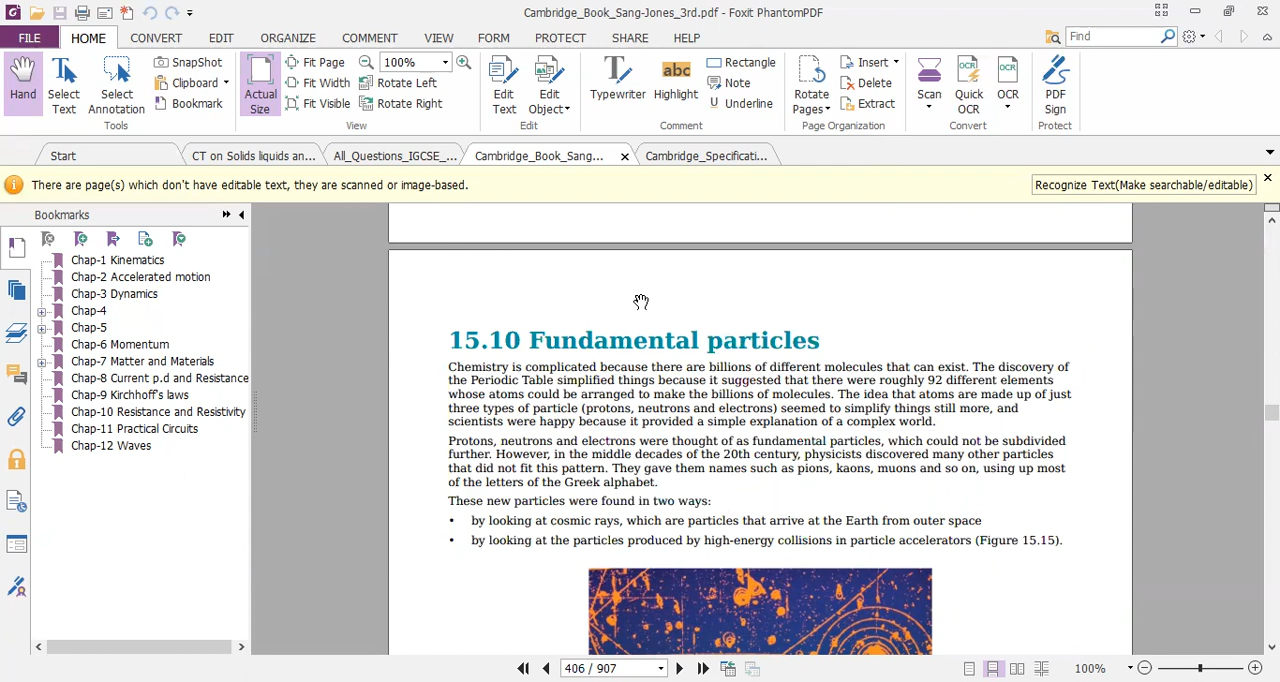 Cambridge_Book_Sang-Jones_3rd.pdf - Foxit PhantomPDF
FILE HOME CONVERT EDIT ORGANIZE COMMENT VIEW FORM PROTECT SHARE HELP Find
Hand
Select Text
Select Annotation
SnapShot
Clipboard
Bookmark
Tools
Actual Size
Fit Page
Fit Width
Fit Visible
100%
Rotate Left
Rotate Right
View
Edit Text
Edit Object
Edit
Typewriter
abc
Highlight
Rectangle
Note
U Underline
Comment
Rotate Pages
Insert
Delete
Extract
Page Organization
Scan
OCR
Quick OCR
OCR
OCR
Convert
PDF Sign
Protect
Start CT on Solids liquids an... All_Questions_IGCSE_... Cambridge_Book_Sang... Cambridge_Specificati...
There are page(s) which don't have editable text, they are scanned or image-based. Recognize Text(Make searchable/editable)
Bookmarks
Chap-1 Kinematics
Chap-2 Accelerated motion
Chap-3 Dynamics
Chap-4
Chap-5
Chap-6 Momentum
Chap-7 Matter and Materials
Chap-8 Current p.d and Resistance
Chap-9 Kirchhoff's laws
Chap-10 Resistance and Resistivity
Chap-11 Practical Circuits
Chap-12 Waves
15.10 Fundamental particles
Chemistry is complicated because there are billions of different molecules that can exist. The discovery of
the Periodic Table simplified things because it suggested that there were roughly 92 different elements
whose atoms could be arranged to make the billions of molecules. The idea that atoms are made up of just
three types of particle (protons, neutrons and electrons) seemed to simplify things still more, and
scientists were happy because it provided a simple explanation of a complex world.
Protons, neutrons and electrons were thought of as fundamental particles, which could not be subdivided
further. However, in the middle decades of the 20th century, physicists discovered many other particles
that did not fit this pattern. They gave them names such as pions, kaons, muons and so on, using up most
of the letters of the Greek alphabet.
These new particles were found in two ways:
• by looking at cosmic rays, which are particles that arrive at the Earth from outer space
• by looking at the particles produced by high-energy collisions in particle accelerators (Figure 15.15).
406 / 907
100%